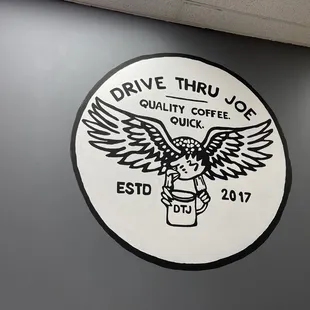 DRIVE THRU JOE
QUALITY COFFEE.
QUICK.
ESTD 2017
DTJ